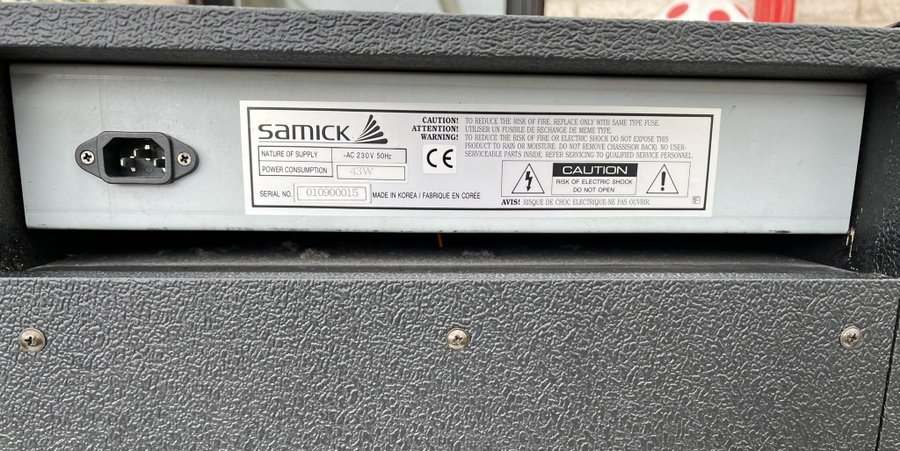 SAMICK
NATURE OF SUPPLY ~AC 230V 50Hz
POWER CONSUMPTION 43W
SERIAL NO. 010900015 MADE IN KOREA / FABRIQUE EN CORÉE
CE
CAUTION! TO REDUCE THE RISK OF FIRE. REPLACE ONLY WITH SAME TYPE FUSE.
ATTENTION! UTILISER UN FUSIBLE DE RECHANGE DE MEME TYPE.
WARNING! TO REDUCE THE RISK OF FIRE OR ELECTRIC SHOCK DO NOT EXPOSE THIS
PRODUCT TO RAIN OR MOISTURE. DO NOT REMOVE CHASSISOR BACK). NO USER-
SERVICEABLE PARTS INSIDE. REFER SERVICING TO QUALIFIED SERVICE PERSONNEL.
CAUTION
RISK OF ELECTRIC SHOCK
DO NOT OPEN
AVIS! RISQUE DE CHOC ELECTRIQUE-NE PAS OUVRIR.